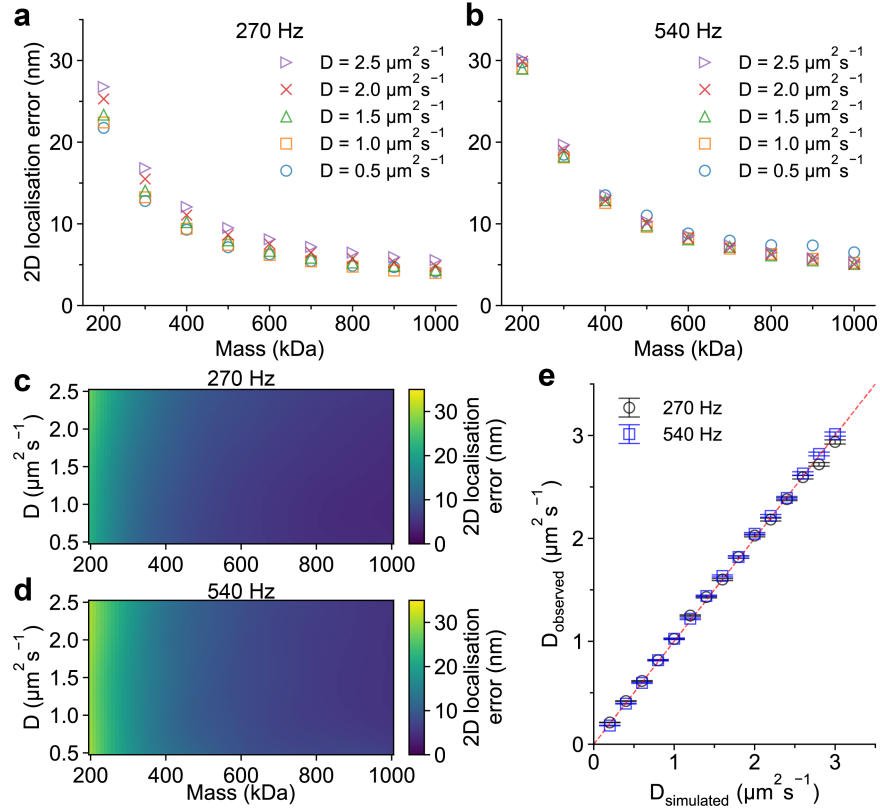 a
270 Hz
2D localisation error (nm)
30
20
10
0
D = 2.5 µm² s⁻¹
D = 2.0 µm² s⁻¹
D = 1.5 µm² s⁻¹
D = 1.0 µm² s⁻¹
D = 0.5 µm² s⁻¹
200 400 600 800 1000
Mass (kDa)
b
540 Hz
30
20
10
0
D = 2.5 µm² s⁻¹
D = 2.0 µm² s⁻¹
D = 1.5 µm² s⁻¹
D = 1.0 µm² s⁻¹
D = 0.5 µm² s⁻¹
200 400 600 800 1000
Mass (kDa)
c
270 Hz
D (µm² s⁻¹)
2.5
2.0
1.5
1.0
0.5
200 400 600 800 1000
30
20
10
0
2D localisation
error (nm)
d
540 Hz
D (µm² s⁻¹)
2.5
2.0
1.5
1.0
0.5
200 400 600 800 1000
Mass (kDa)
30
20
10
0
2D localisation
error (nm)
e
270 Hz
540 Hz
D_observed (µm² s⁻¹)
3
2
1
0
0 1 2 3
D_simulated (µm² s⁻¹)